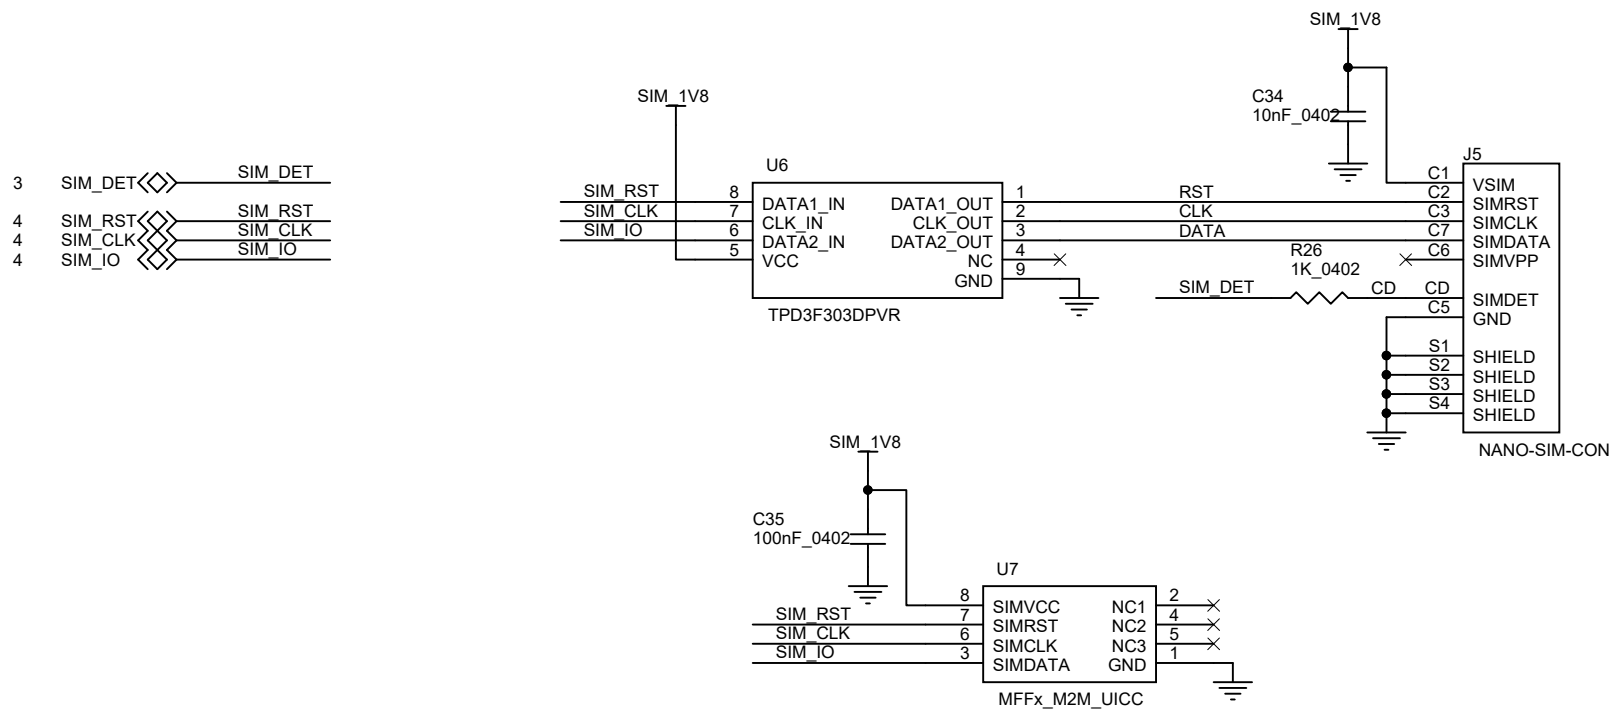 SIM_1V8
C34
10nF_0402
SIM_1V8
J5
U6
3 SIM_DET SIM_DET
4 SIM_RST SIM_RST
4 SIM_CLK SIM_CLK
4 SIM_IO SIM_IO
SIM_RST 8 DATA1_IN DATA1_OUT 1 RST
SIM_CLK 7 CLK_IN CLK_OUT 2 CLK
SIM_IO 6 DATA2_IN DATA2_OUT 3 DATA
5 VCC NC 4
GND 9
TPD3F303DPVR
C1 VSIM
C2 SIMRST
C3 SIMCLK
C7 SIMDATA
C6 SIMVPP
R26
1K_0402
SIM_DET CD CD SIMDET
C5 GND
S1 SHIELD
S2 SHIELD
S3 SHIELD
S4 SHIELD
NANO-SIM-CON
SIM_1V8
C35
100nF_0402
U7
8 SIMVCC NC1 2
SIM_RST 7 SIMRST NC2 4
SIM_CLK 6 SIMCLK NC3 5
SIM_IO 3 SIMDATA GND 1
MFFx_M2M_UICC